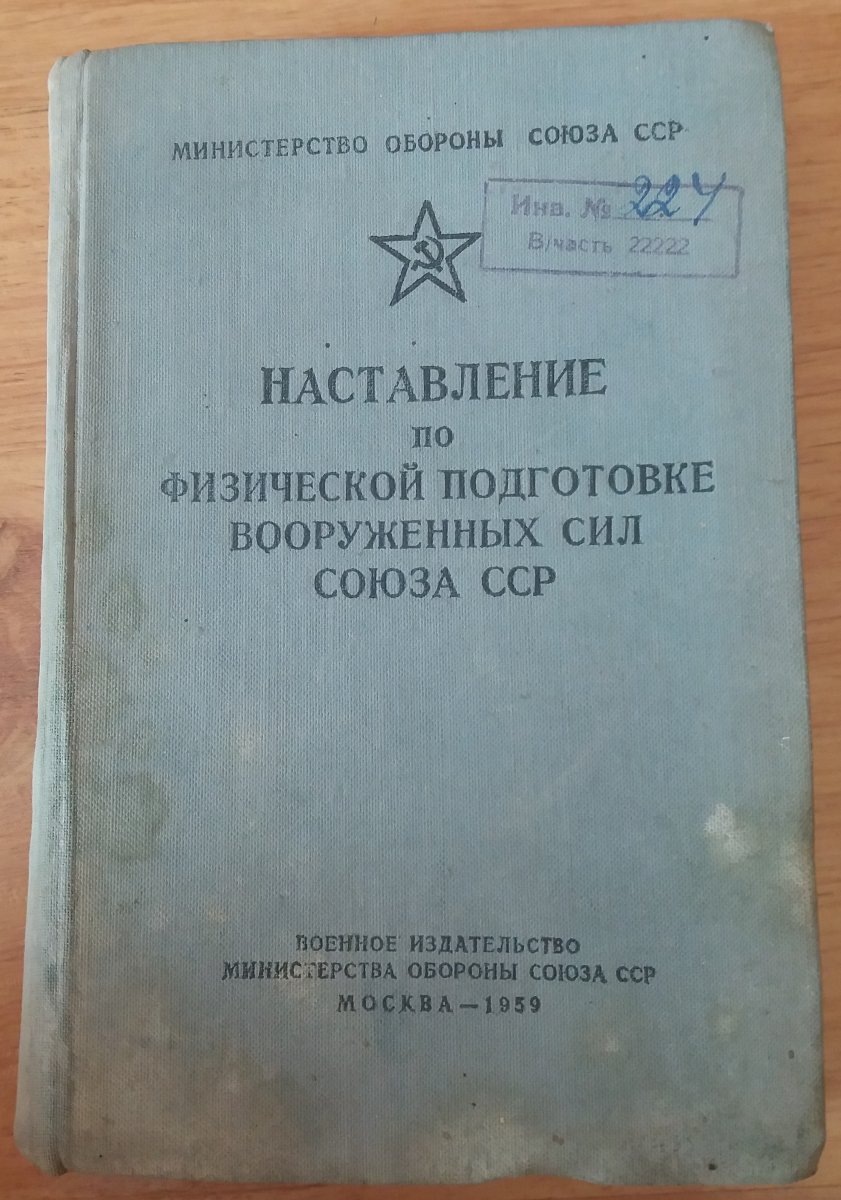 МИНИСТЕРСТВО ОБОРОНЫ СОЮЗА ССР
Инв. № 224
В/часть 22222
НАСТАВЛЕНИЕ
ПО
ФИЗИЧЕСКОЙ ПОДГОТОВКЕ
ВООРУЖЕННЫХ СИЛ
СОЮЗА ССР
ВОЕННОЕ ИЗДАТЕЛЬСТВО
МИНИСТЕРСТВА ОБОРОНЫ СОЮЗА ССР
МОСКВА — 1959